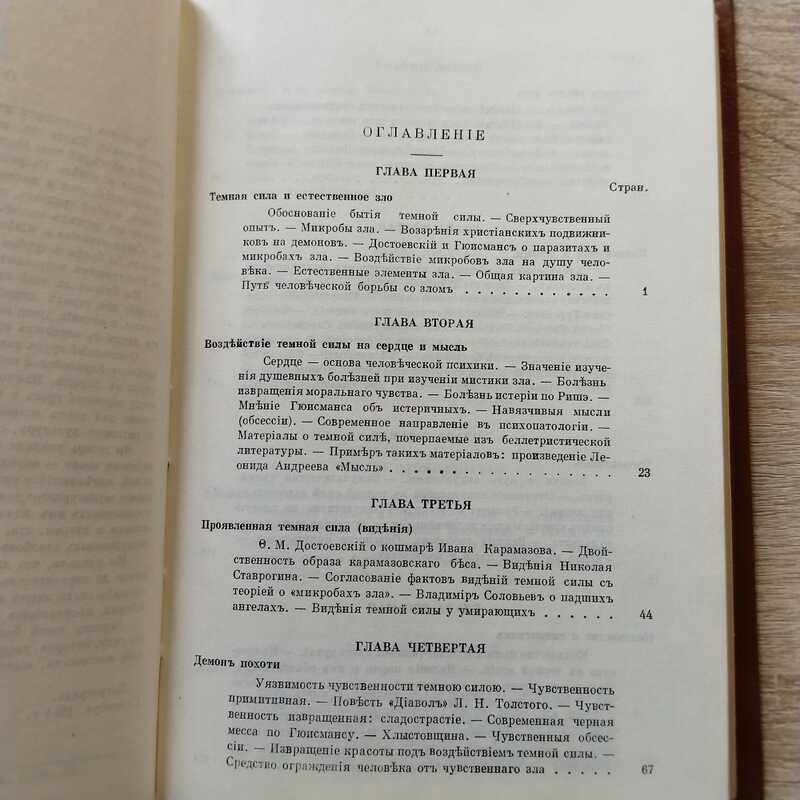 ОГЛАВЛЕНІЕ
ГЛАВА ПЕРВАЯ
Стран.
Темная сила и естественное зло
Обоснованіе бытія темной силы. — Сверхчувственный
опытъ. — Микробы зла. — Воззрѣнія христіанскихъ подвижни-
ковъ на демоновъ. — Достоевскій и Гюисмансъ о паразитахъ и
микробахъ зла. — Воздѣйствіе микробовъ зла на душу чело-
вѣка. — Естественные элементы зла. — Общая картина зла. —
Путь человѣческой борьбы со зломъ . . . . . . . . . . . . 1
ГЛАВА ВТОРАЯ
Воздѣйствіе темной силы на сердце и мысль
Сердце — основа человѣческой психики. — Значеніе изуче-
нія душевныхъ болѣзней при изученіи мистики зла. — Болѣзнь
извращенія моральнаго чувства. — Болѣзнь истеріи по Ришэ. —
Мнѣніе Гюисманса объ истеричныхъ. — Навязчивыя мысли
(обсессіи). — Современное направленіе въ психопатологіи. —
Матеріалы о темной силѣ, почерпаемые изъ беллетристической
литературы. — Примѣръ такихъ матеріаловъ: произведеніе Ле-
онида Андреева «Мысль» . . . . . . . . . . . . . . . . . . 23
ГЛАВА ТРЕТЬЯ
Проявленная темная сила (видѣнія)
Ѳ. М. Достоевскій о кошмарѣ Ивана Карамазова. — Двой-
ственность образа карамазовскаго бѣса. — Видѣнія Николая
Ставрогина. — Согласованіе фактовъ видѣній темной силы съ
теоріей о «микробахъ зла». — Владиміръ Соловьевъ о падшихъ
ангелахъ. — Видѣнія темной силы у умирающихъ . . . . . . 44
ГЛАВА ЧЕТВЕРТАЯ
Демонъ похоти
Уязвимость чувственности темною силою. — Чувственность
примитивная. — Повѣсть «Діаволъ» Л. Н. Толстого. — Чувст-
венность извращенная: сладострастіе. — Современная черная
месса по Гюисмансу. — Хлыстовщина. — Чувственныя обсес-
сіи. — Извращеніе красоты подъ воздѣйствіемъ темной силы. —
Средство огражденія человѣка отъ чувственнаго зла . . . . . 67